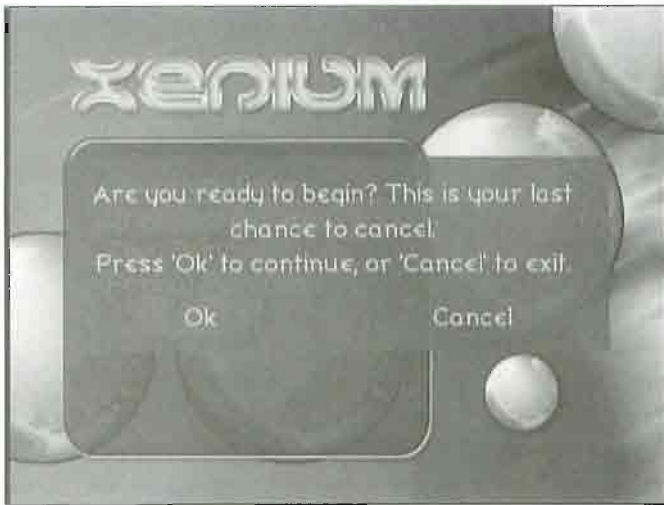 XENIUM
Are you ready to begin? This is your last
chance to cancel.
Press 'Ok' to continue, or 'Cancel' to exit.
Ok Cancel